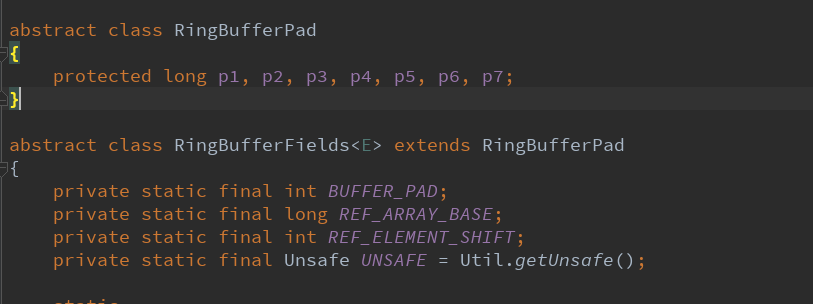 abstract class RingBufferPad
{
    protected long p1, p2, p3, p4, p5, p6, p7;
}
abstract class RingBufferFields<E> extends RingBufferPad
{
    private static final int BUFFER_PAD;
    private static final long REF_ARRAY_BASE;
    private static final int REF_ELEMENT_SHIFT;
    private static final Unsafe UNSAFE = Util.getUnsafe();